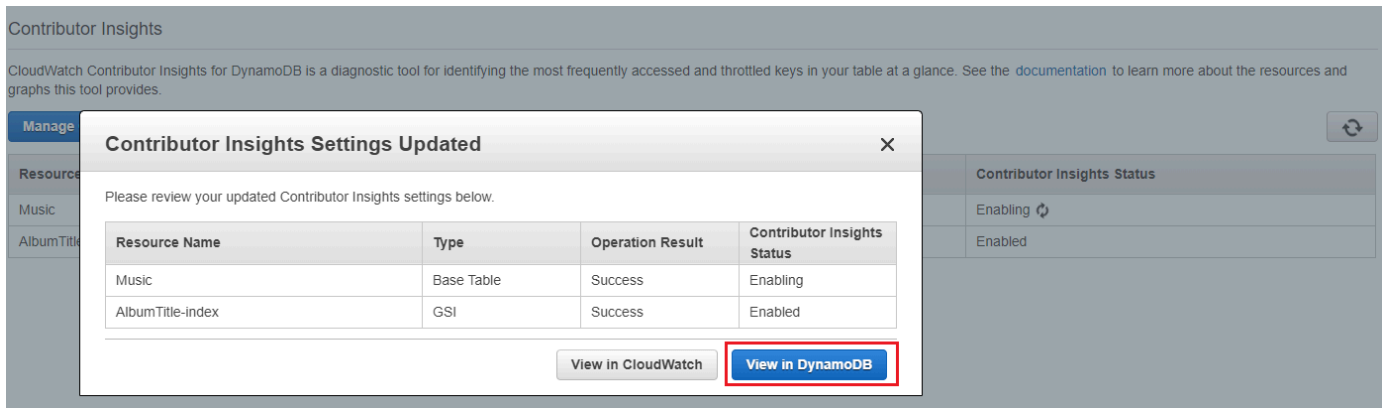 Contributor Insights
CloudWatch Contributor Insights for DynamoDB is a diagnostic tool for identifying the most frequently accessed and throttled keys in your table at a glance. See the documentation to learn more about the resources and
graphs this tool provides.
Manage
Resource
Contributor Insights Status
Music
Enabling
AlbumTitle
Enabled
Contributor Insights Settings Updated
Please review your updated Contributor Insights settings below.
Resource Name Type Operation Result Contributor Insights
Status
Music Base Table Success Enabling
AlbumTitle-index GSI Success Enabled
View in CloudWatch View in DynamoDB